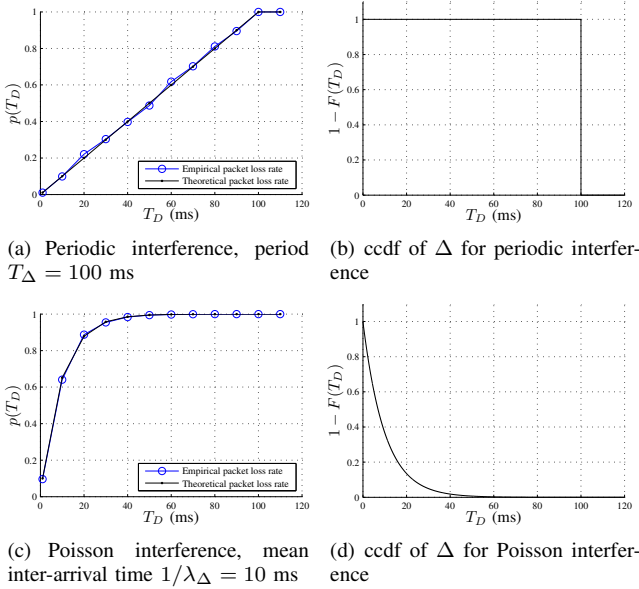 1
0.8
0.6
0.4
0.2
0
0 20 40 60 80 100 120
p(T_D)
T_D (ms)
Empirical packet loss rate
Theoretical packet loss rate
1
0.8
0.6
0.4
0.2
0
0 20 40 60 80 100 120
1 − F(T_D)
T_D (ms)
(a) Periodic interference, period
T_Δ = 100 ms
(b) ccdf of Δ for periodic interfer-
ence
1
0.8
0.6
0.4
0.2
0
0 20 40 60 80 100 120
p(T_D)
T_D (ms)
Empirical packet loss rate
Theoretical packet loss rate
1
0.8
0.6
0.4
0.2
0
0 20 40 60 80 100 120
1 − F(T_D)
T_D (ms)
(c) Poisson interference, mean
inter-arrival time 1/λ_Δ = 10 ms
(d) ccdf of Δ for Poisson interfer-
ence